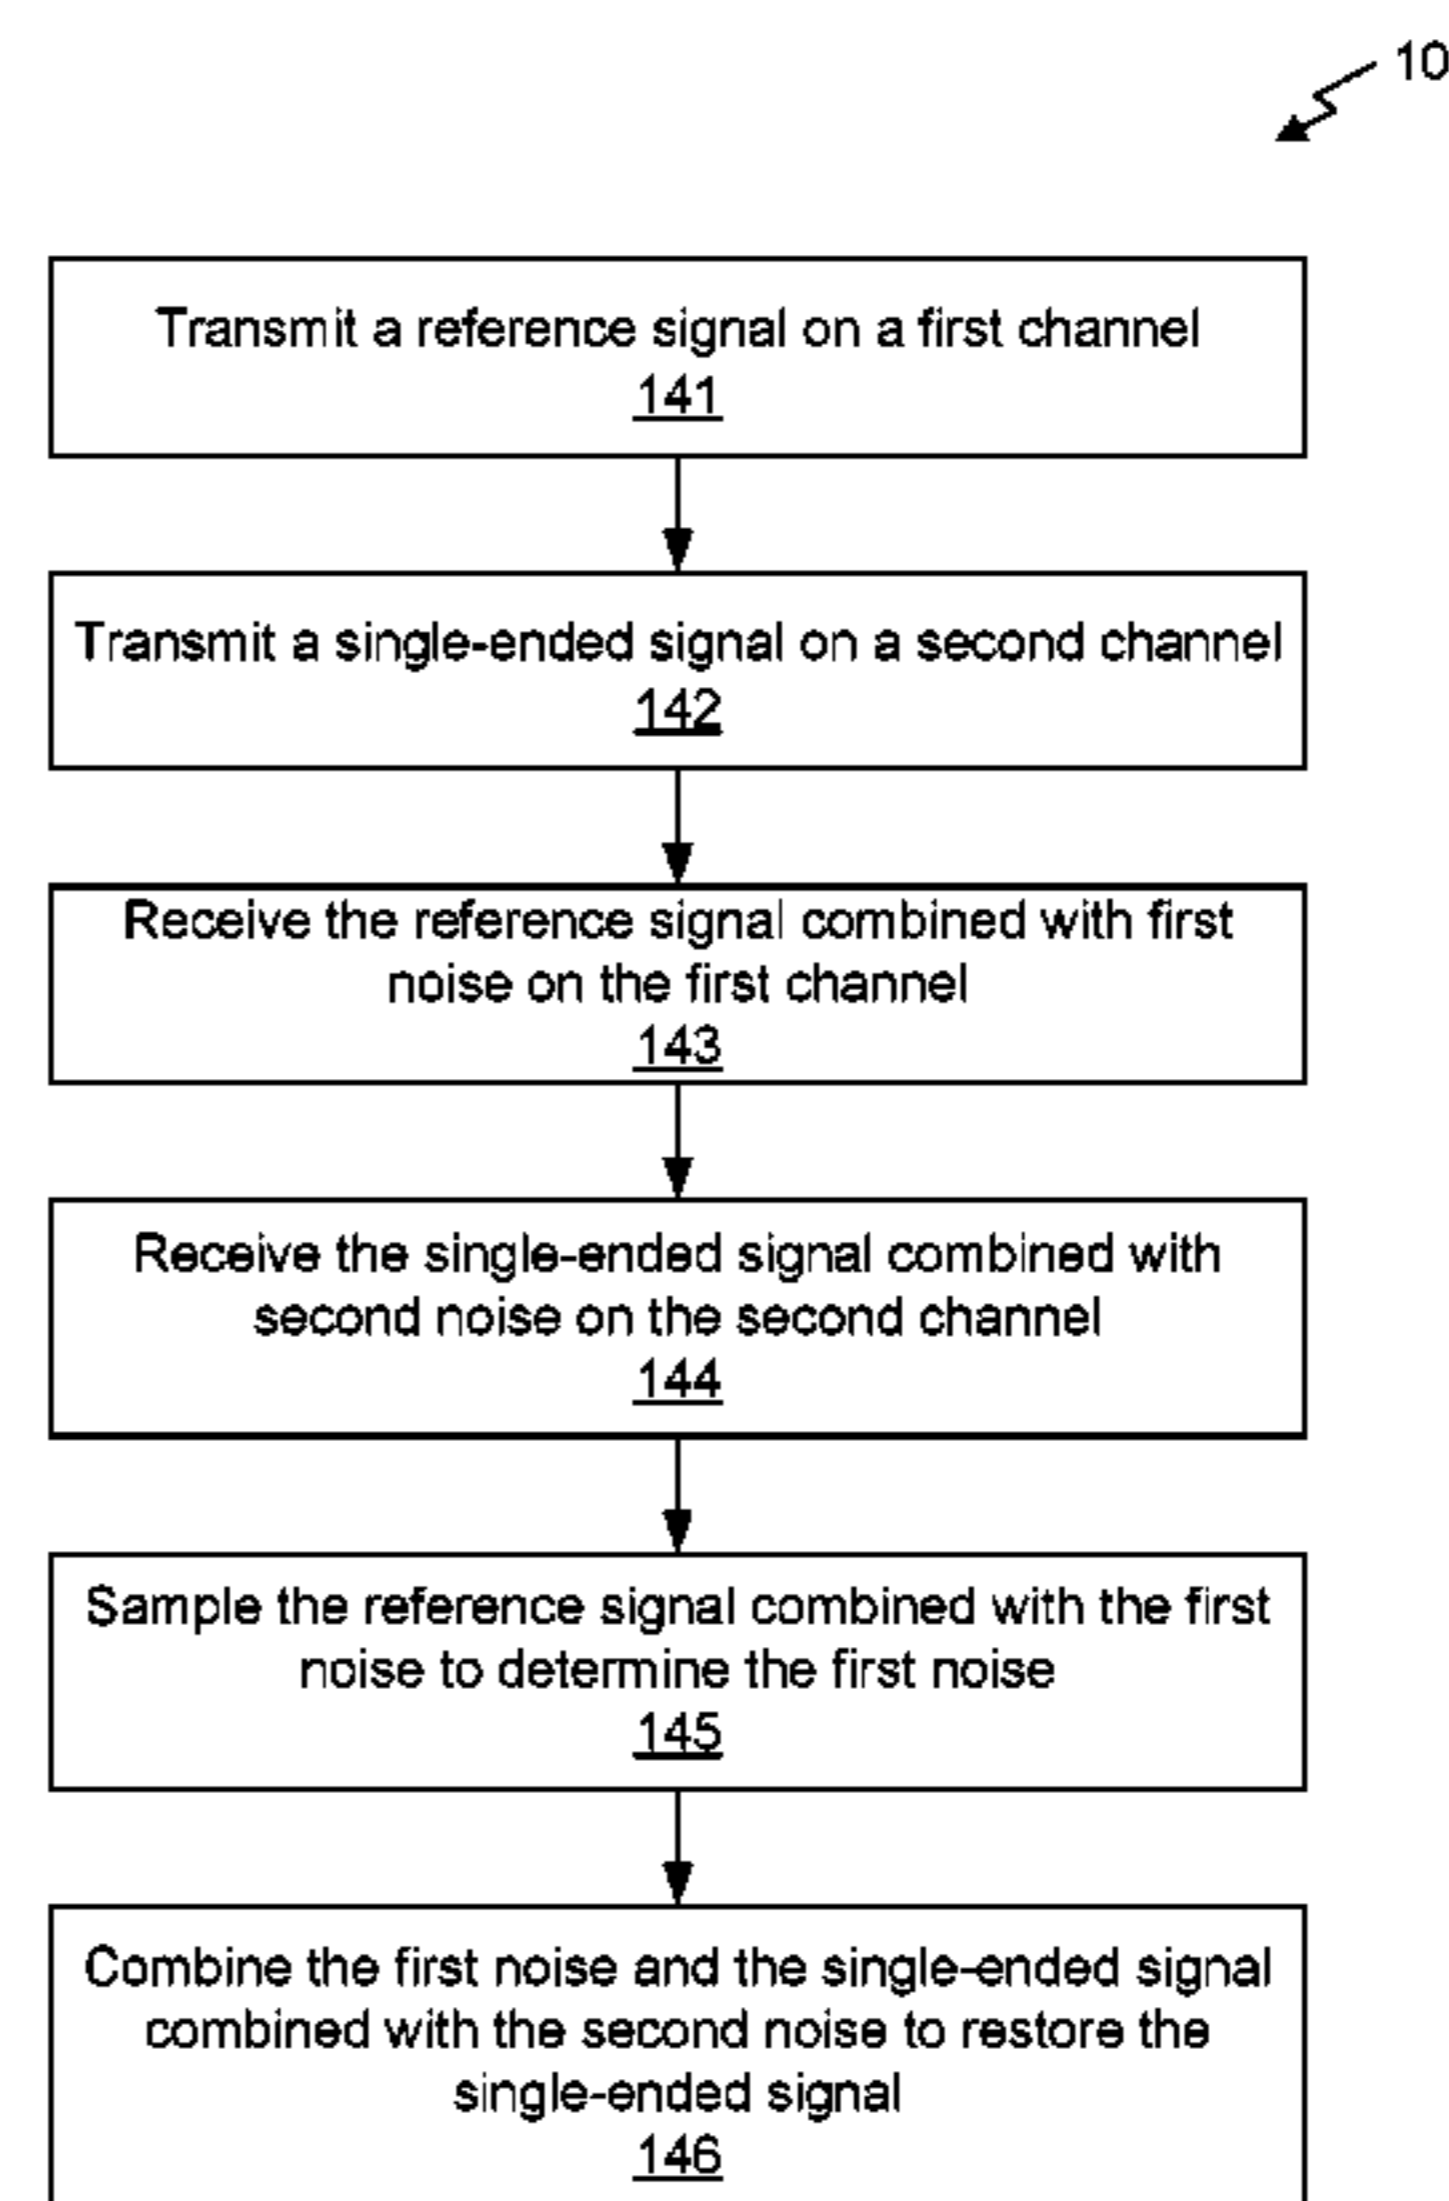 10
Transmit a reference signal on a first channel
141
Transmit a single-ended signal on a second channel
142
Receive the reference signal combined with first
noise on the first channel
143
Receive the single-ended signal combined with
second noise on the second channel
144
Sample the reference signal combined with the first
noise to determine the first noise
145
Combine the first noise and the single-ended signal
combined with the second noise to restore the
single-ended signal
146